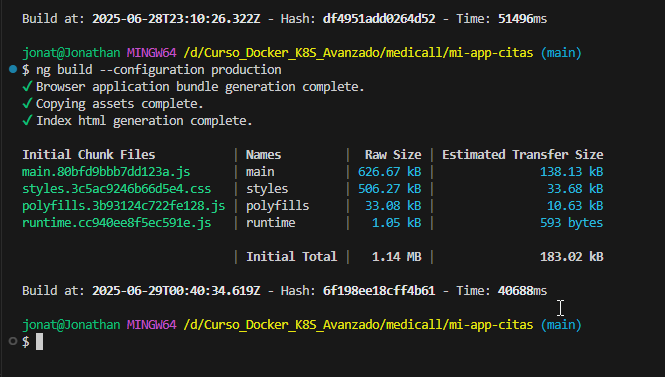 Build at: 2025-06-28T23:10:26.322Z - Hash: df4951add0264d52 - Time: 51496ms
jonat@Jonathan MINGW64 /d/Curso_Docker_K8S_Avanzado/medicall/mi-app-citas (main)
$ ng build --configuration production
✓ Browser application bundle generation complete.
✓ Copying assets complete.
✓ Index html generation complete.
Initial Chunk Files | Names | Raw Size | Estimated Transfer Size
main.80bfd9bbb7dd123a.js | main | 626.67 kB | 138.13 kB
styles.3c5ac9246b66d5e4.css | styles | 506.27 kB | 33.68 kB
polyfills.3b93124c722fe128.js | polyfills | 33.08 kB | 10.63 kB
runtime.cc940ee8f5ec591e.js | runtime | 1.05 kB | 593 bytes
| Initial Total | 1.14 MB | 183.02 kB
Build at: 2025-06-29T00:40:34.619Z - Hash: 6f198ee18cff4b61 - Time: 40688ms
jonat@Jonathan MINGW64 /d/Curso_Docker_K8S_Avanzado/medicall/mi-app-citas (main)
$